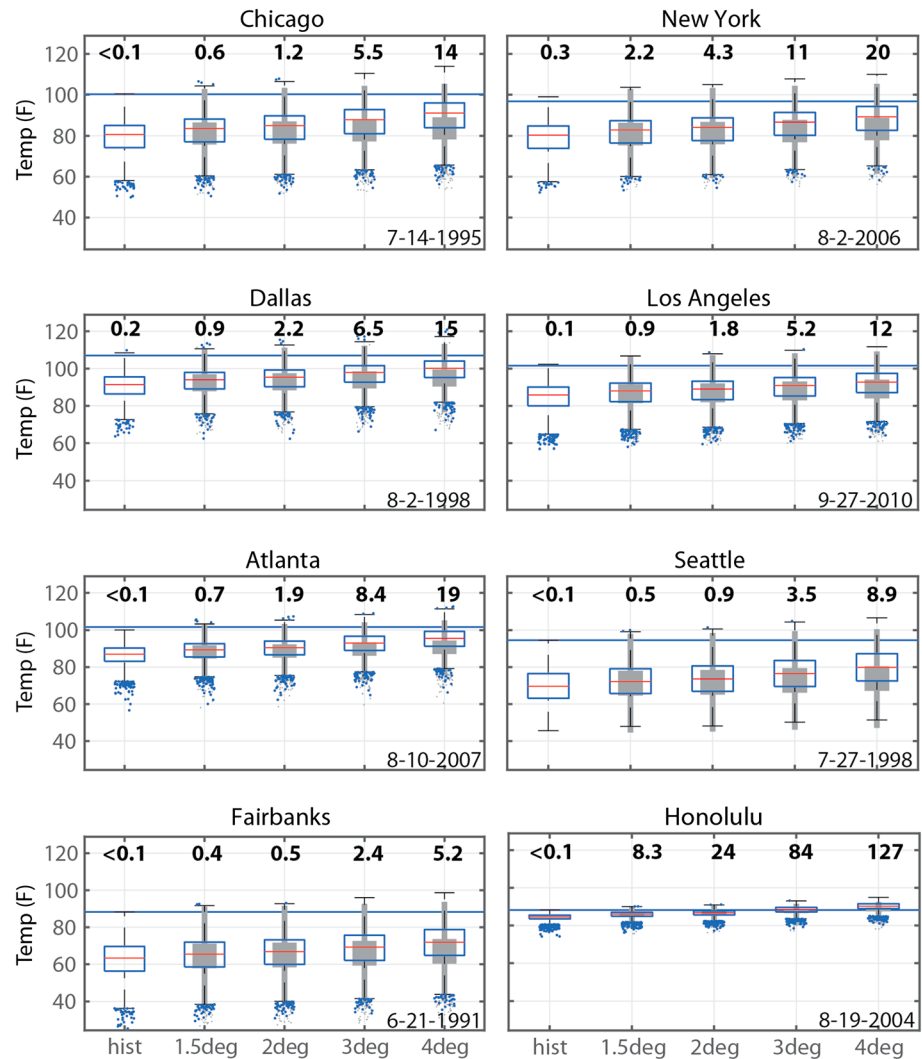 Chicago
New York
Temp (F)
120
100
80
60
40
<0.1 0.6 1.2 5.5 14
7-14-1995
0.3 2.2 4.3 11 20
8-2-2006
Dallas
Los Angeles
Temp (F)
120
100
80
60
40
0.2 0.9 2.2 6.5 15
8-2-1998
0.1 0.9 1.8 5.2 12
9-27-2010
Atlanta
Seattle
Temp (F)
120
100
80
60
40
<0.1 0.7 1.9 8.4 19
8-10-2007
<0.1 0.5 0.9 3.5 8.9
7-27-1998
Fairbanks
Honolulu
Temp (F)
120
100
80
60
40
<0.1 0.4 0.5 2.4 5.2
6-21-1991
<0.1 8.3 24 84 127
8-19-2004
hist 1.5deg 2deg 3deg 4deg
hist 1.5deg 2deg 3deg 4deg